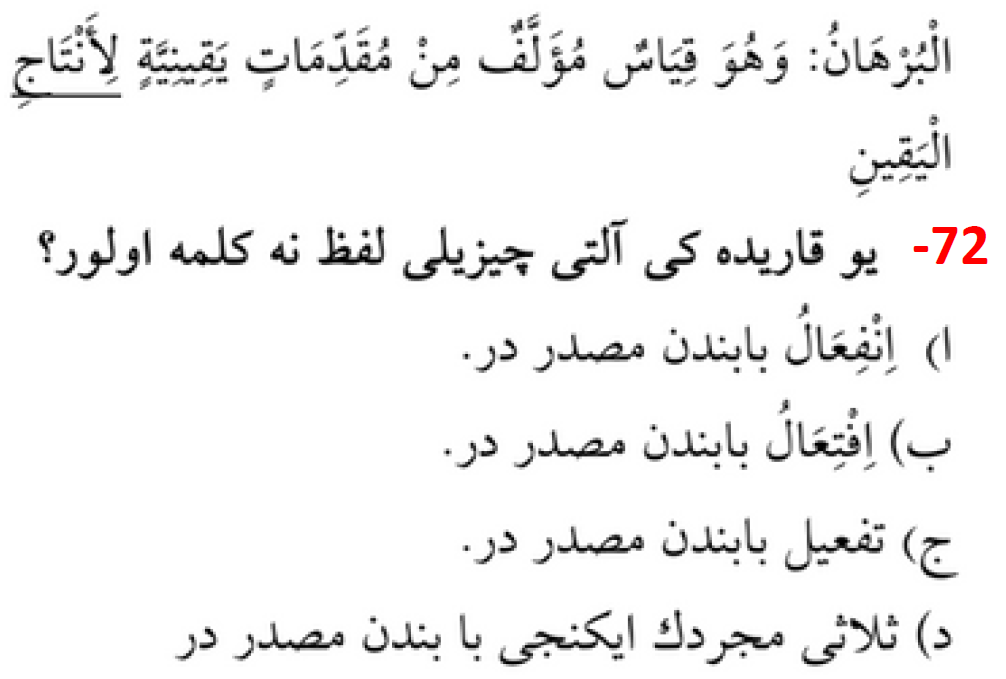 الْبُرْهَانُ: وَهُوَ قِيَاسٌ مُؤَلَّفٌ مِنْ مُقَدِّمَاتٍ يَقِينِيَّةٍ لِأَنْتَاجِ
الْيَقِينِ
72- يو قاريده كى آلتى چيزيلى لفظ نه كلمه اولور؟
ا) اِنْفِعَالُ بابندن مصدر در.
ب) اِفْتِعَالُ بابندن مصدر در.
ج) تفعيل بابندن مصدر در.
د) ثلاثى مجردك ايكنجى با بندن مصدر در